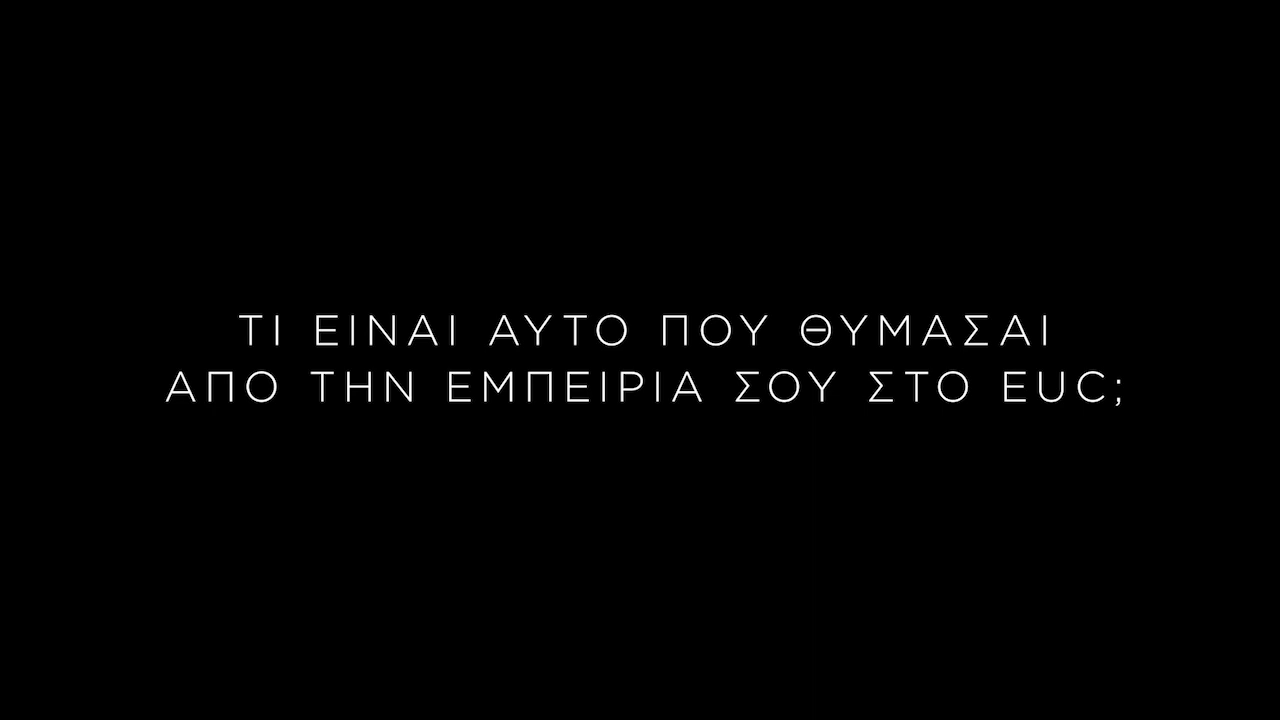 ΤΙ ΕΙΝΑΙ ΑΥΤΟ ΠΟΥ ΘΥΜΑΣΑΙ
ΑΠΟ ΤΗΝ ΕΜΠΕΙΡΙΑ ΣΟΥ ΣΤΟ EUC;